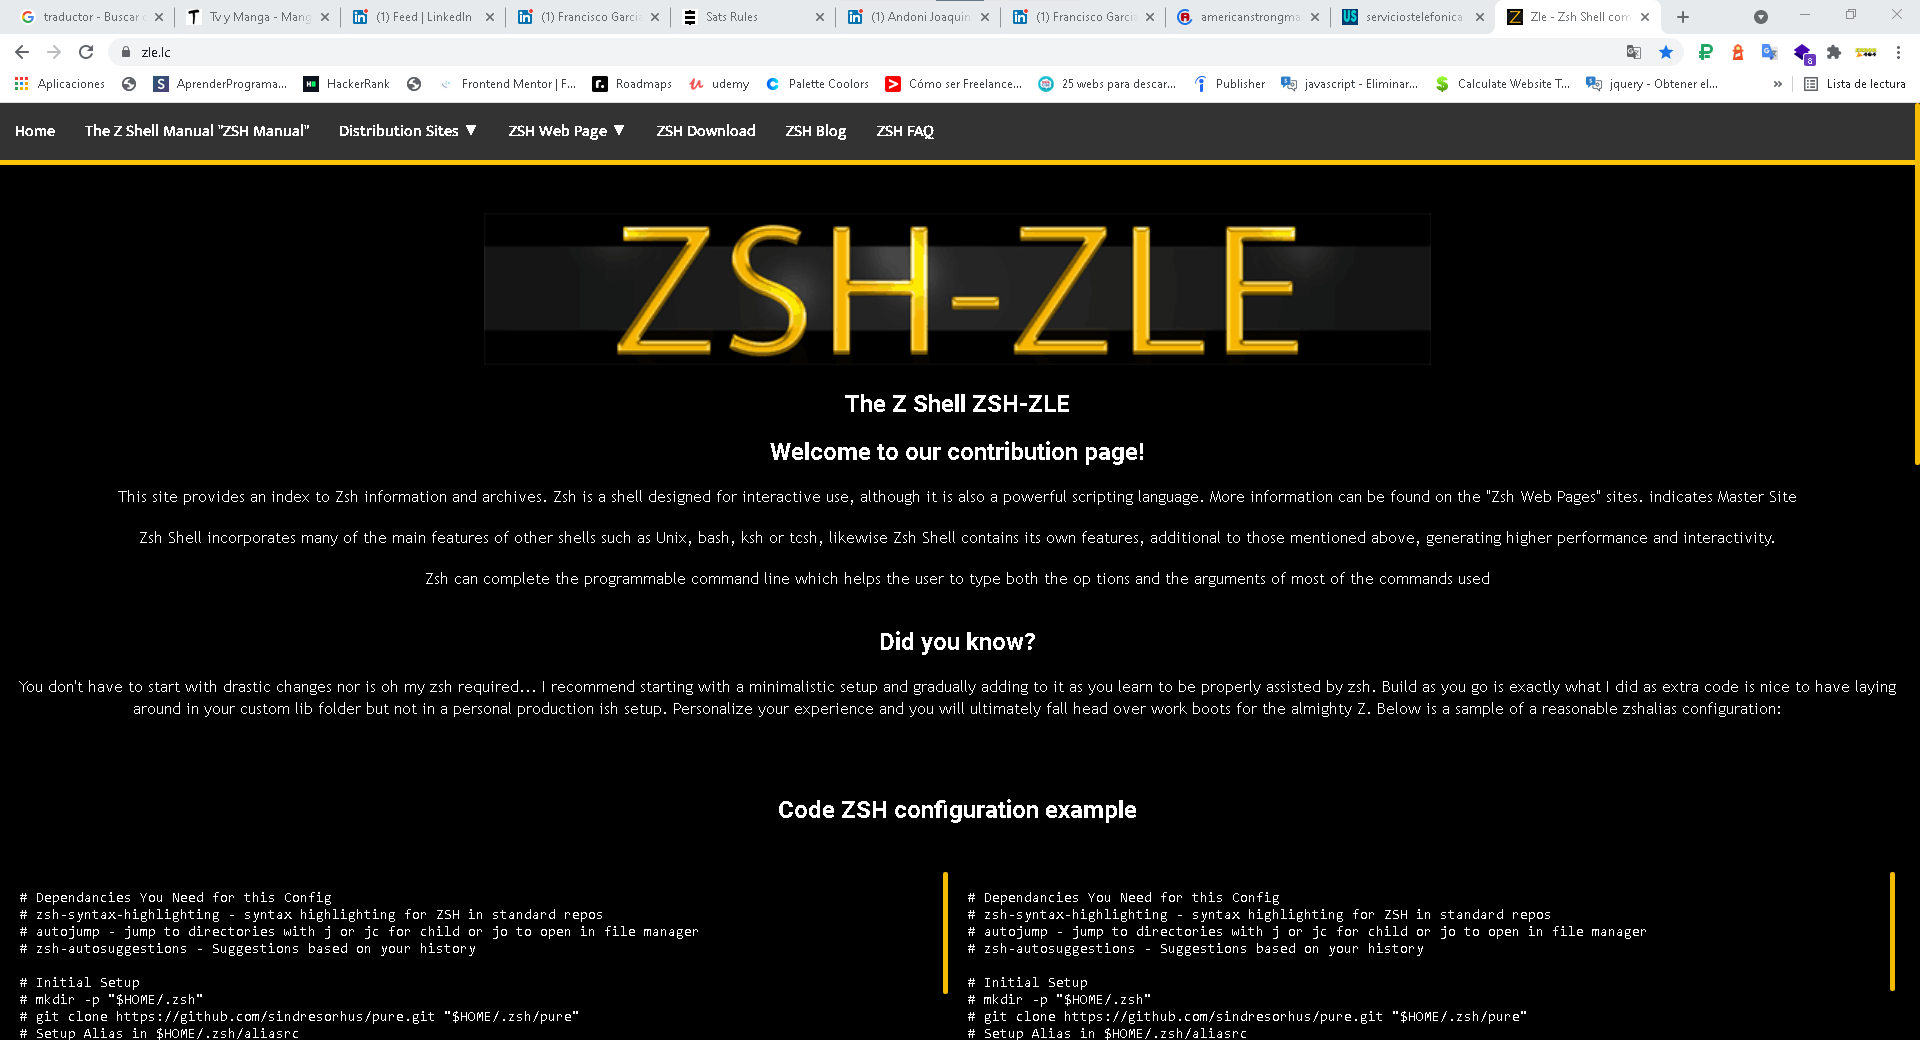 traductor - Buscar
Tv y Manga - Mang
(1) Feed | LinkedIn
(1) Francisco Garcia
Sats Rules
(1) Andoni Joaquin
(1) Francisco Garcia
americanstrongma
serviciostelefonica
Zle - Zsh Shell com
zle.lc
8
Aplicaciones
AprenderPrograma...
HackerRank
Frontend Mentor | F...
Roadmaps
udemy
Palette Coolors
Cómo ser Freelance...
25 webs para descar...
Publisher
javascript - Eliminar...
Calculate Website T...
jquery - Obtener el...
»
Lista de lectura
Home
The Z Shell Manual "ZSH Manual"
Distribution Sites ▼
ZSH Web Page ▼
ZSH Download
ZSH Blog
ZSH FAQ
ZSH-ZLE
The Z Shell ZSH-ZLE
Welcome to our contribution page!
This site provides an index to Zsh information and archives. Zsh is a shell designed for interactive use, although it is also a powerful scripting language. More information can be found on the "Zsh Web Pages" sites. indicates Master Site
Zsh Shell incorporates many of the main features of other shells such as Unix, bash, ksh or tcsh, likewise Zsh Shell contains its own features, additional to those mentioned above, generating higher performance and interactivity.
Zsh can complete the programmable command line which helps the user to type both the op tions and the arguments of most of the commands used
Did you know?
You don't have to start with drastic changes nor is oh my zsh required... I recommend starting with a minimalistic setup and gradually adding to it as you learn to be properly assisted by zsh. Build as you go is exactly what I did as extra code is nice to have laying
around in your custom lib folder but not in a personal production ish setup. Personalize your experience and you will ultimately fall head over work boots for the almighty Z. Below is a sample of a reasonable zshalias configuration:
Code ZSH configuration example
# Dependancies You Need for this Config
# zsh-syntax-highlighting - syntax highlighting for ZSH in standard repos
# autojump - jump to directories with j or jc for child or jo to open in file manager
# zsh-autosuggestions - Suggestions based on your history
# Initial Setup
# mkdir -p "$HOME/.zsh"
# git clone https://github.com/sindresorhus/pure.git "$HOME/.zsh/pure"
# Setup Alias in $HOME/.zsh/aliasrc
# Dependancies You Need for this Config
# zsh-syntax-highlighting - syntax highlighting for ZSH in standard repos
# autojump - jump to directories with j or jc for child or jo to open in file manager
# zsh-autosuggestions - Suggestions based on your history
# Initial Setup
# mkdir -p "$HOME/.zsh"
# git clone https://github.com/sindresorhus/pure.git "$HOME/.zsh/pure"
# Setup Alias in $HOME/.zsh/aliasrc